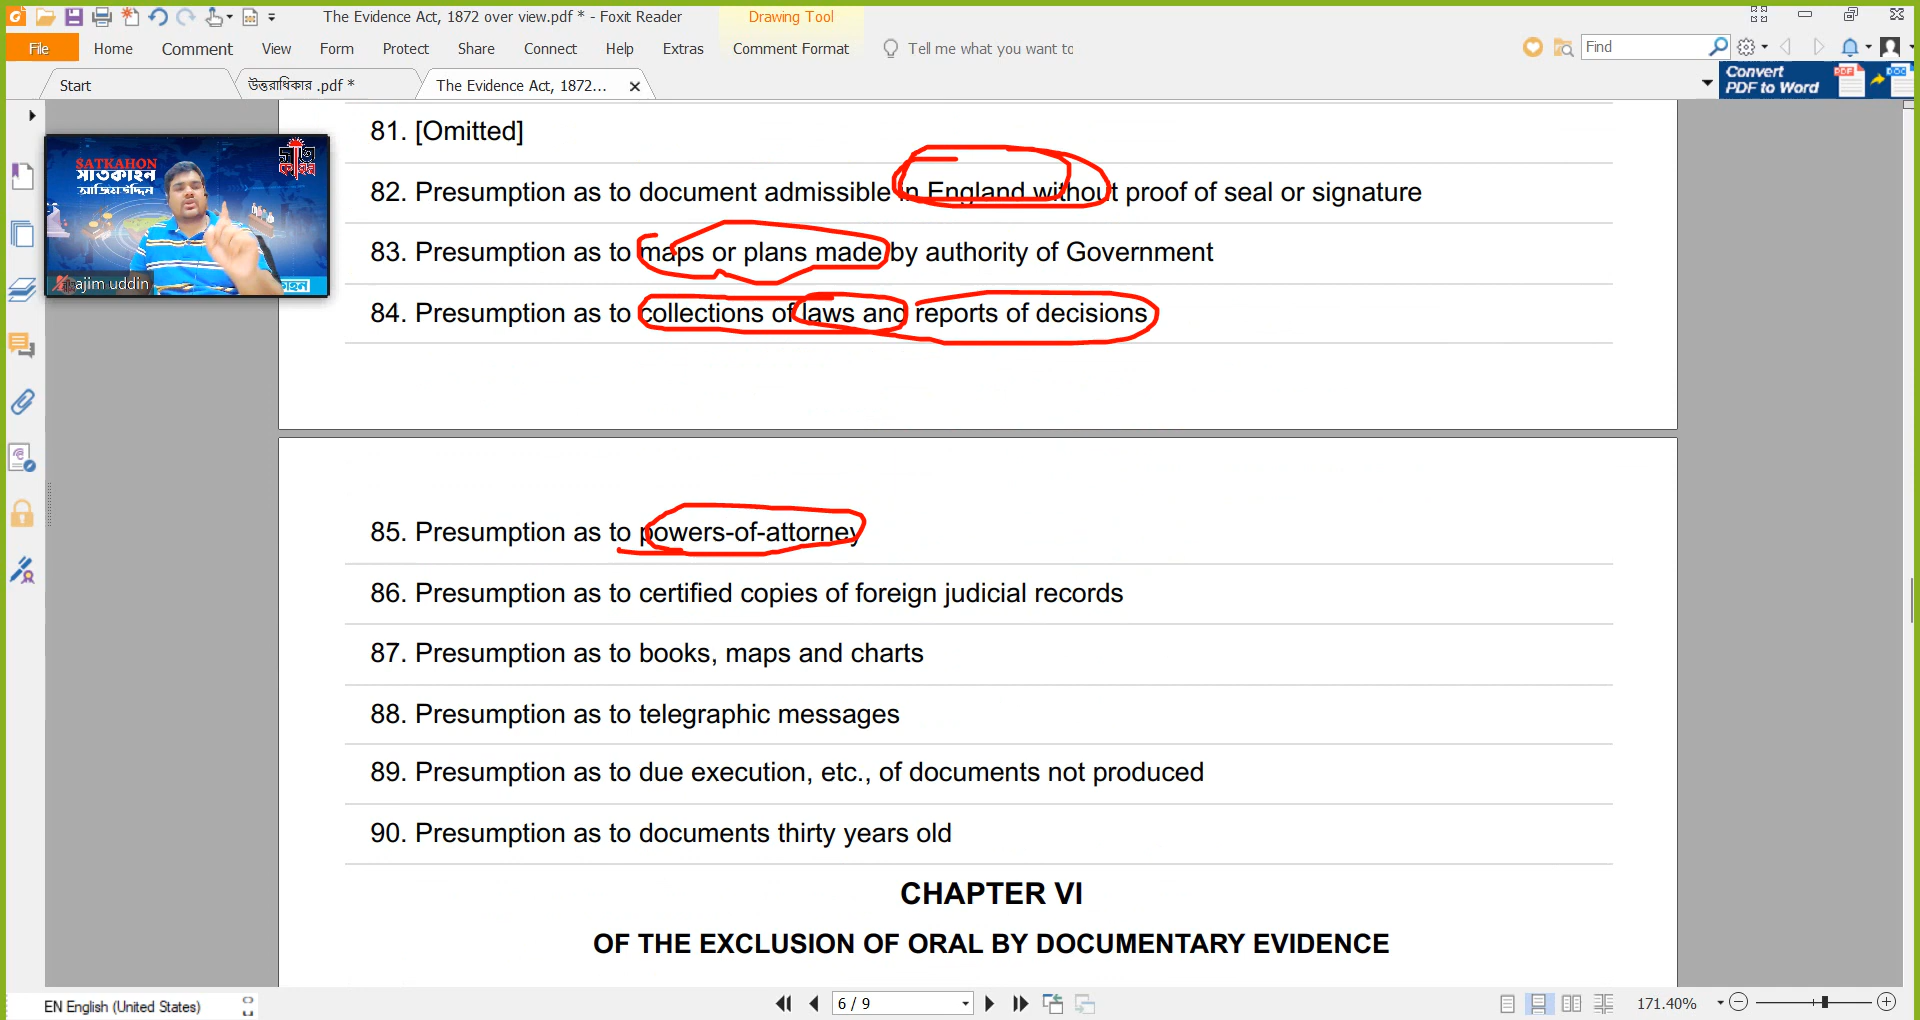 The Evidence Act, 1872 over view.pdf * - Foxit Reader
Drawing Tool
File Home Comment View Form Protect Share Connect Help Extras Comment Format Tell me what you want to
Find
Start
উত্তরাধিকার .pdf *
The Evidence Act, 1872...
Convert
PDF to Word
PDF
DOC
SATKAHON
সাতকাহন
আজিম উদ্দিন
ajim uddin
81. [Omitted]
82. Presumption as to document admissible in England without proof of seal or signature
83. Presumption as to maps or plans made by authority of Government
84. Presumption as to collections of laws and reports of decisions
85. Presumption as to powers-of-attorney
86. Presumption as to certified copies of foreign judicial records
87. Presumption as to books, maps and charts
88. Presumption as to telegraphic messages
89. Presumption as to due execution, etc., of documents not produced
90. Presumption as to documents thirty years old
CHAPTER VI
OF THE EXCLUSION OF ORAL BY DOCUMENTARY EVIDENCE
EN English (United States)
6 / 9
171.40%